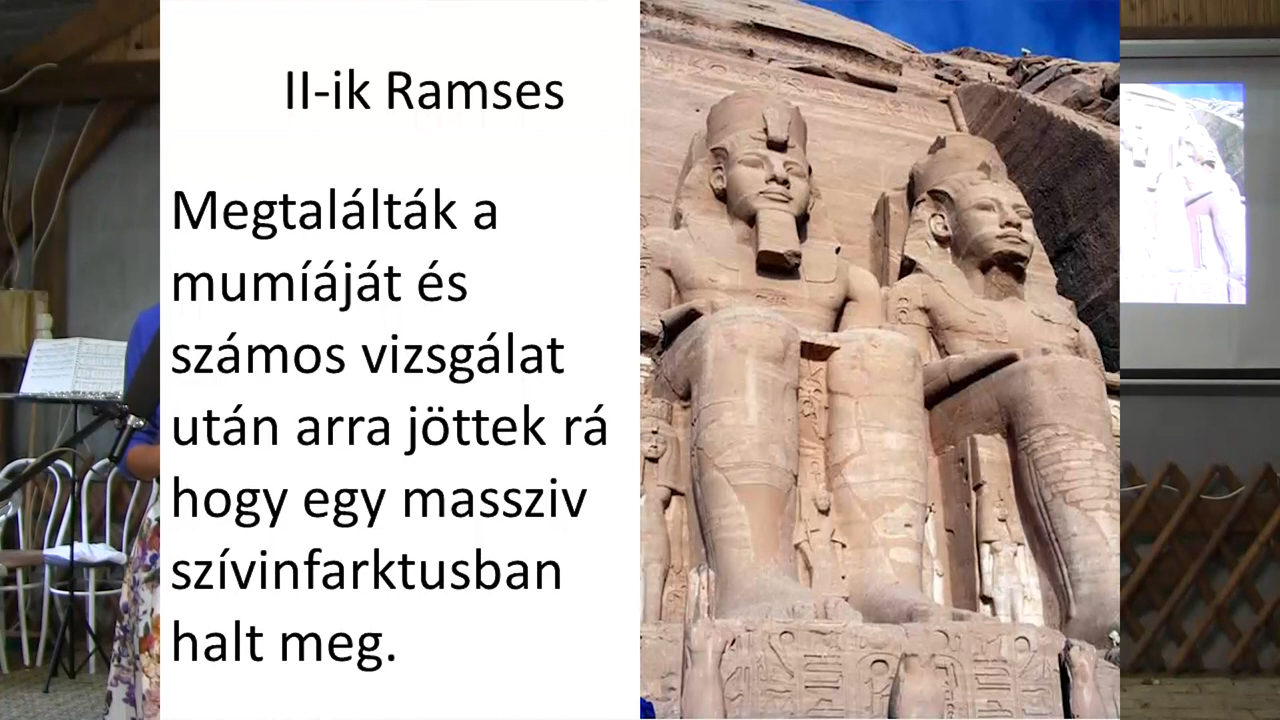 II-ik Ramses
Megtalálták a
mumíáját és
számos vizsgálat
után arra jöttek rá
hogy egy massziv
szívinfarktusban
halt meg.